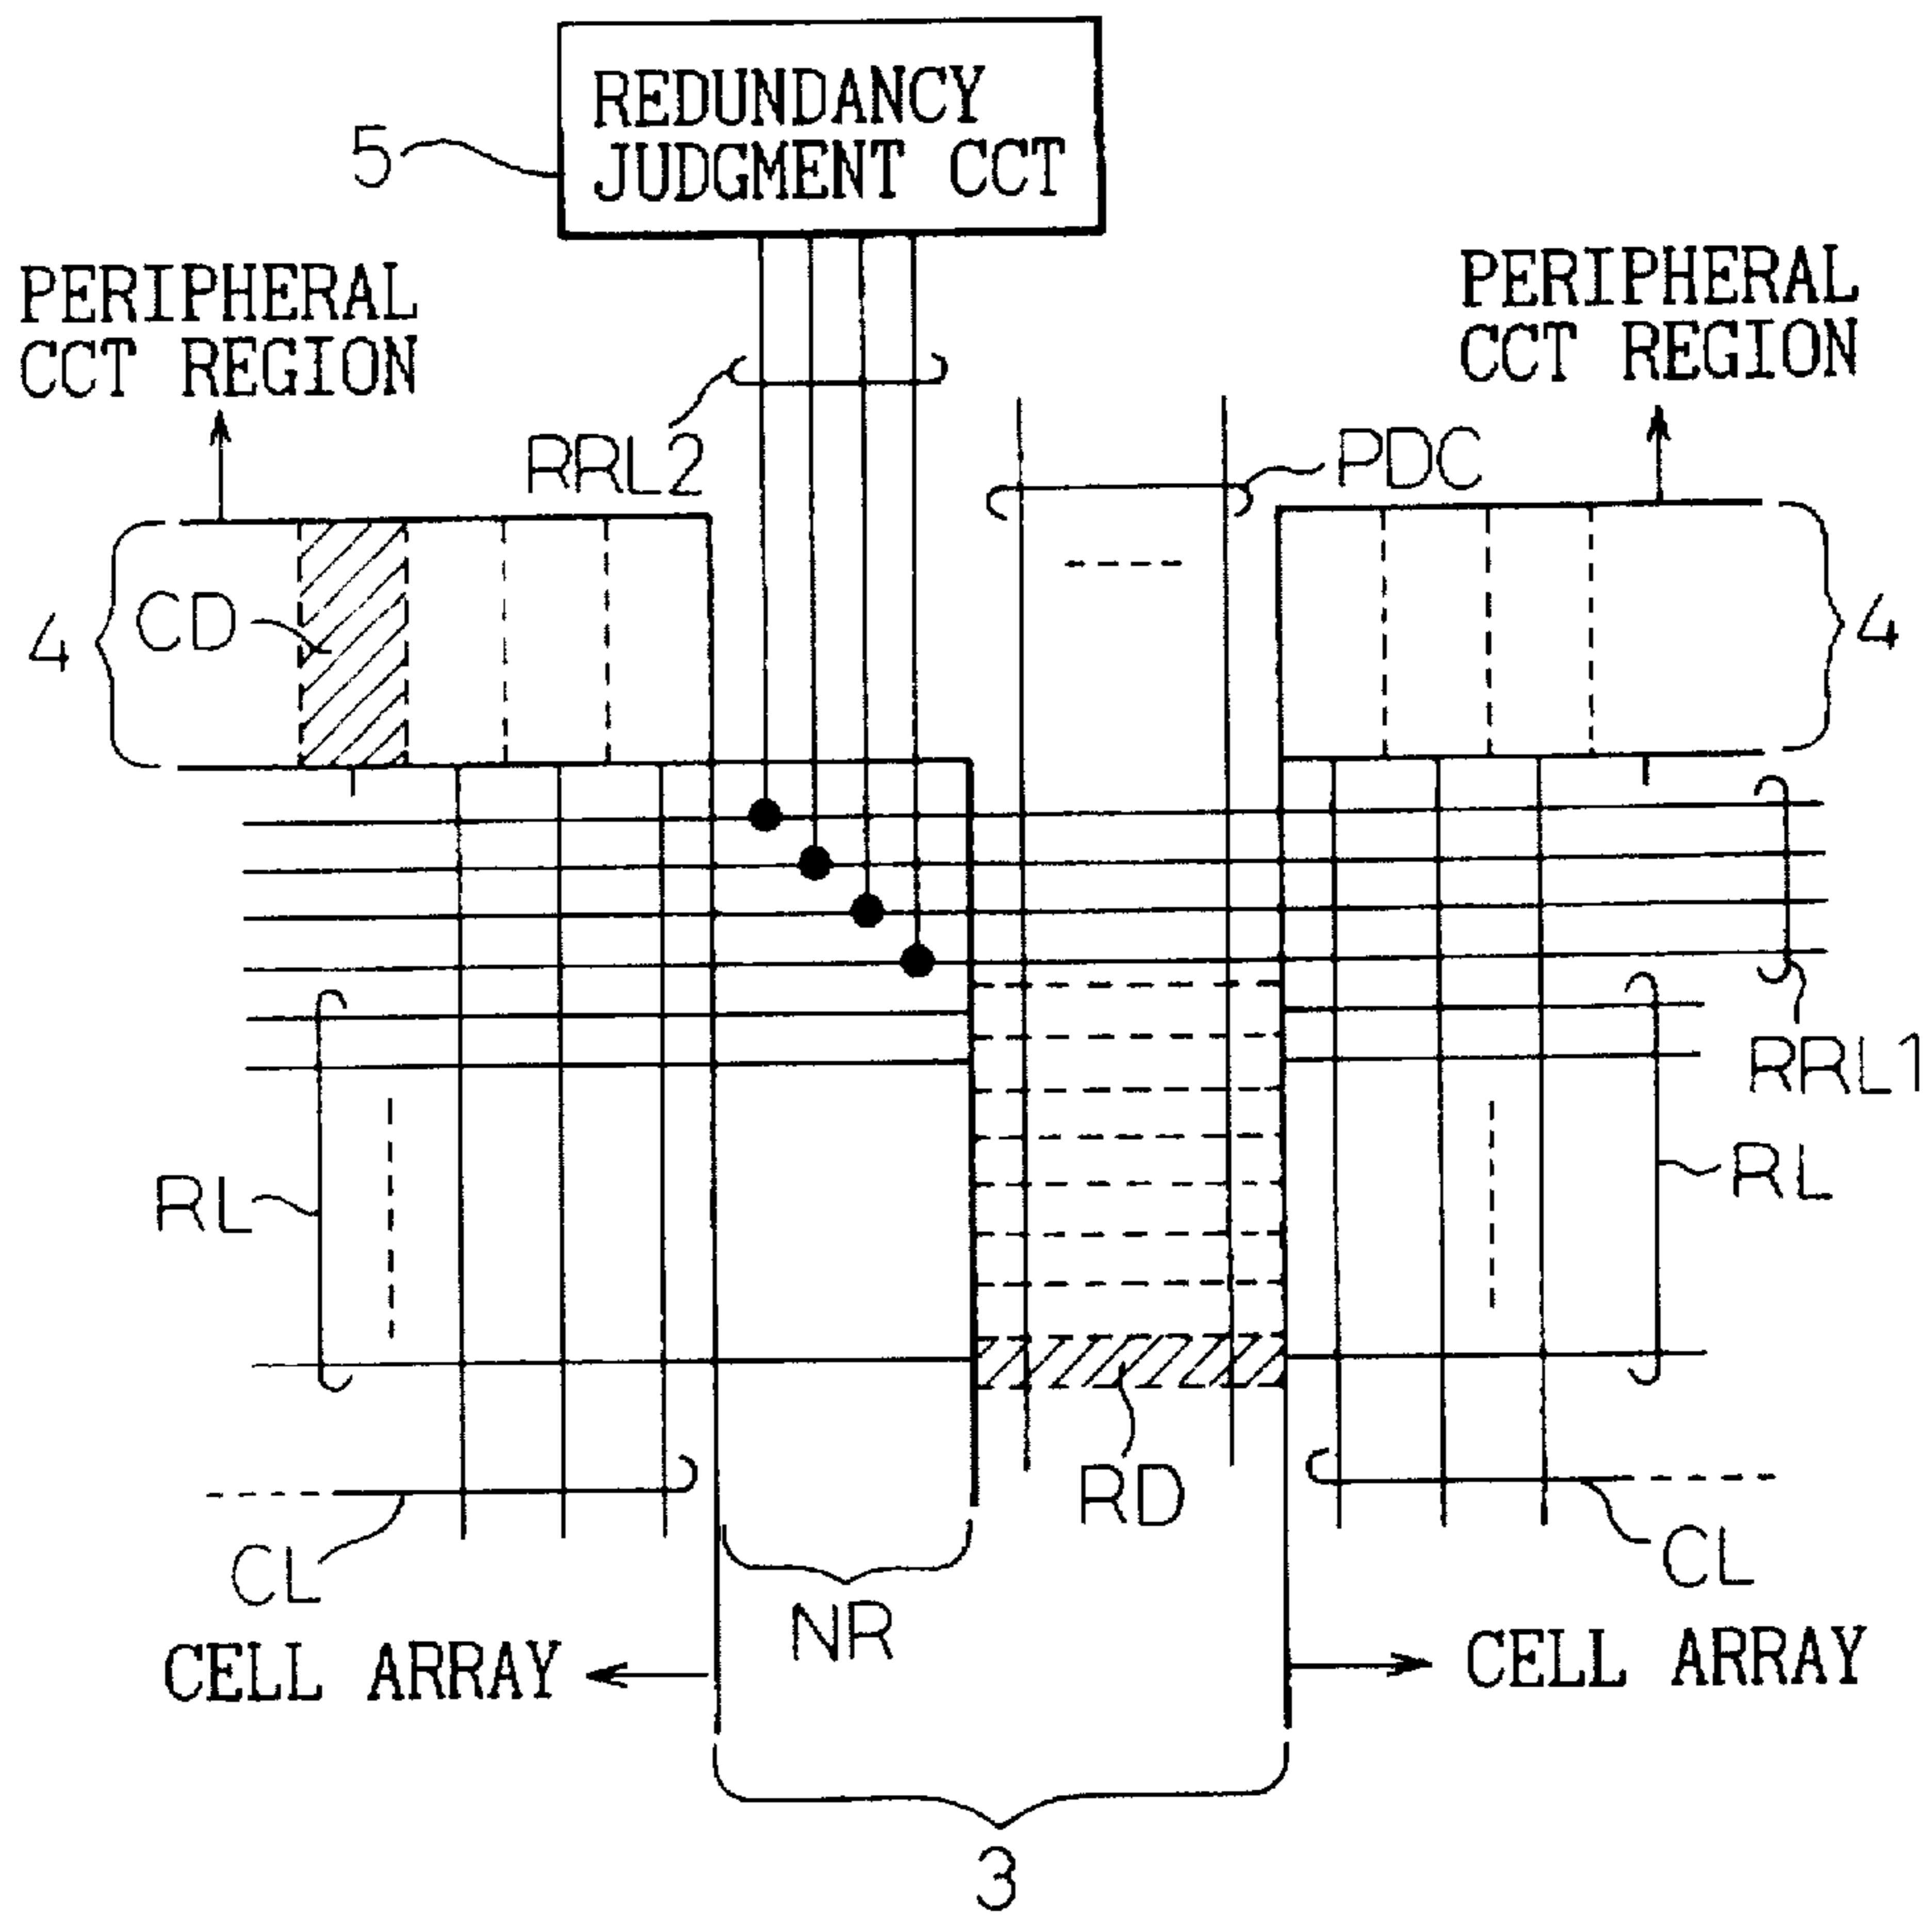 REDUNDANCY
JUDGMENT CCT
5
PERIPHERAL
CCT REGION
PERIPHERAL
CCT REGION
RRL2
PDC
4
CD
4
RRL1
RL
RL
RD
CL
CL
NR
CELL ARRAY
CELL ARRAY
3